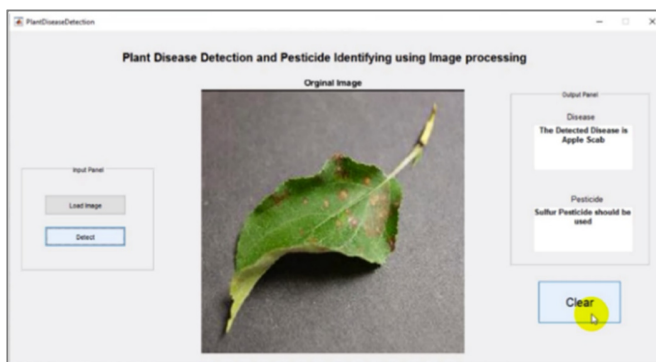 PlantDiseaseDetection
Plant Disease Detection and Pesticide Identifying using Image processing
Orginal Image
Input Panel
Load Image
Detect
Output Panel
Disease
The Detected Disease is
Apple Scab
Pesticide
Sulfur Pesticide should be
used
Clear